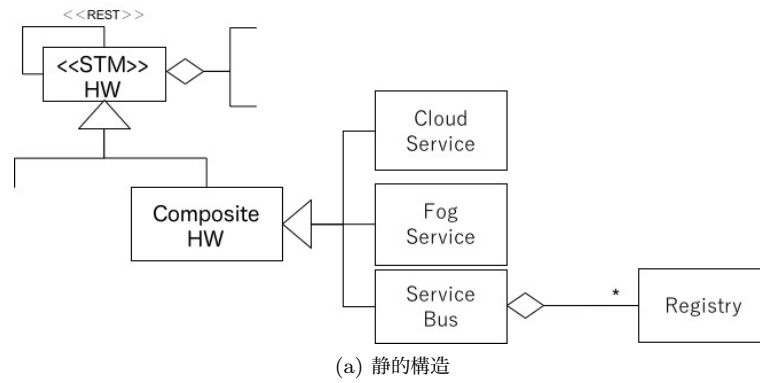 <<REST>>
<<STM>>
HW
Cloud
Service
Composite
HW
Fog
Service
Service
Bus
*
Registry
(a) 静的構造